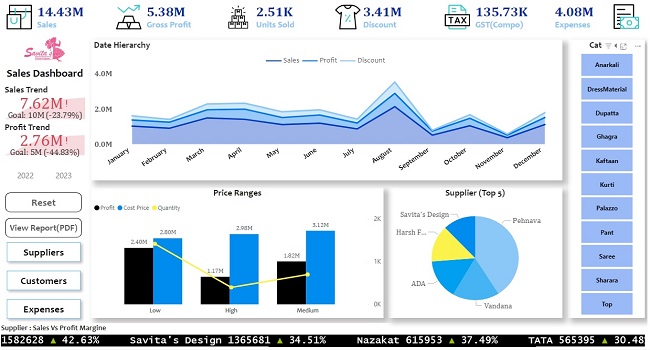 14.43M
Sales
5.38M
Gross Profit
2.51K
Units Sold
3.41M
Discount
TAX
135.73K
GST(Compo)
4.08M
Expenses
Savita's
Sales Dashboard
Sales Trend
7.62M!
Goal: 10M (-23.79%)
Profit Trend
2.76M!
Goal: 5M (-44.83%)
2022 2023
Reset
View Report(PDF)
Suppliers
Customers
Expenses
Date Hierarchy
Sales Profit Discount
4.0M
2.0M
0.0M
January February March April May June July August September October November December
Price Ranges
Profit Cost Price Quantity
2.40M 2.80M 1.17M 2.98M 1.82M 3.12M
2K
1K
0K
Low High Medium
Supplier (Top 5)
Savita's Design
Pehnava
Harsh F...
ADA
Vandana
Cat
Anarkali
DressMaterial
Dupatta
Ghagra
Kaftaan
Kurti
Palazzo
Pant
Saree
Sharara
Top
Supplier : Sales Vs Profit Margine
1582628 ▲ 42.63% Savita's Design 1365681 ▲ 34.51% Nazakat 615953 ▲ 37.49% TATA 565395 ▲ 30.48